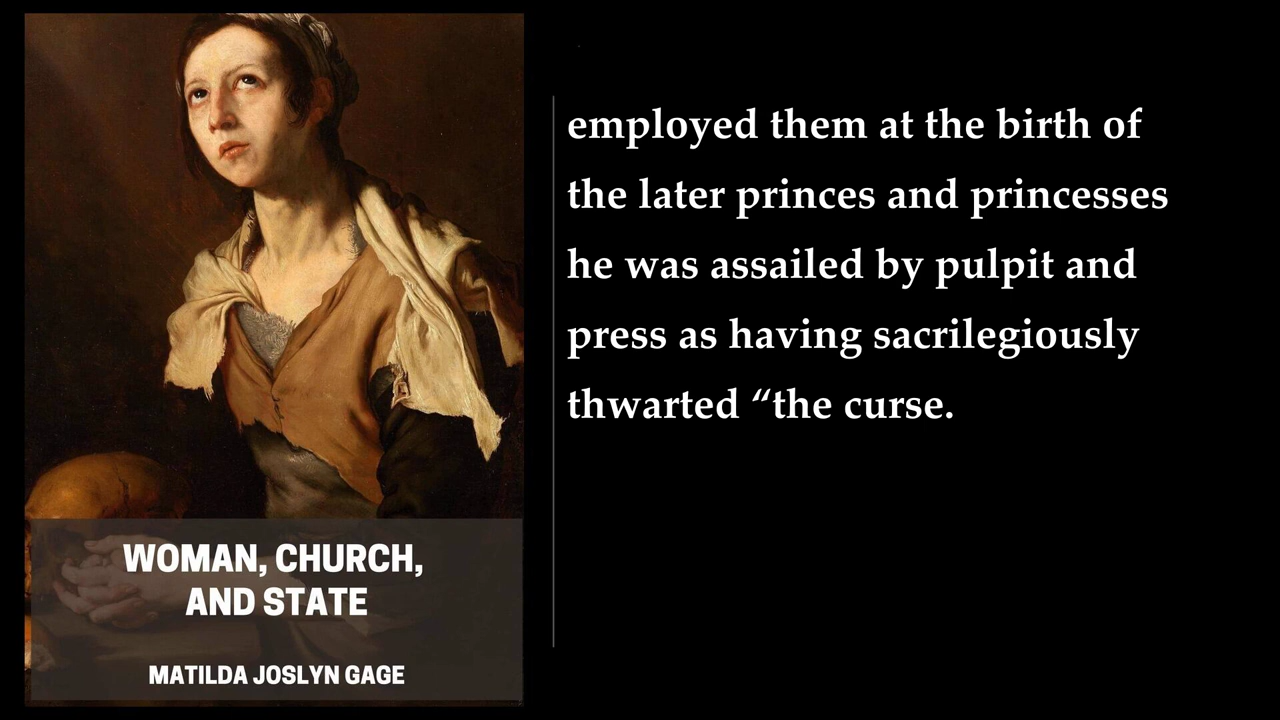 WOMAN, CHURCH,
AND STATE
MATILDA JOSLYN GAGE
employed them at the birth of
the later princes and princesses
he was assailed by pulpit and
press as having sacrilegiously
thwarted “the curse.